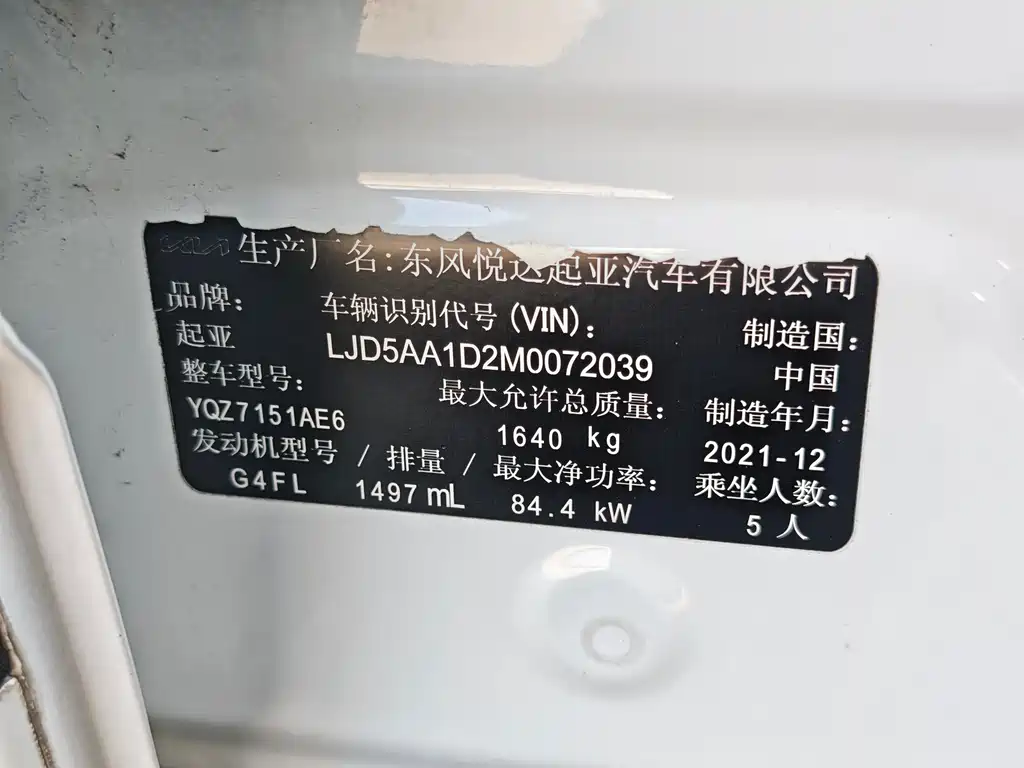 KIA 生产厂名:东风悦达起亚汽车有限公司
品牌: 车辆识别代号(VIN): 制造国:
起亚 LJD5AA1D2M0072039 中国
整车型号: 最大允许总质量: 制造年月:
YQZ7151AE6 1640 kg 2021-12
发动机型号 / 排量 / 最大净功率: 乘坐人数:
G4FL 1497 mL 84.4 kW 5 人